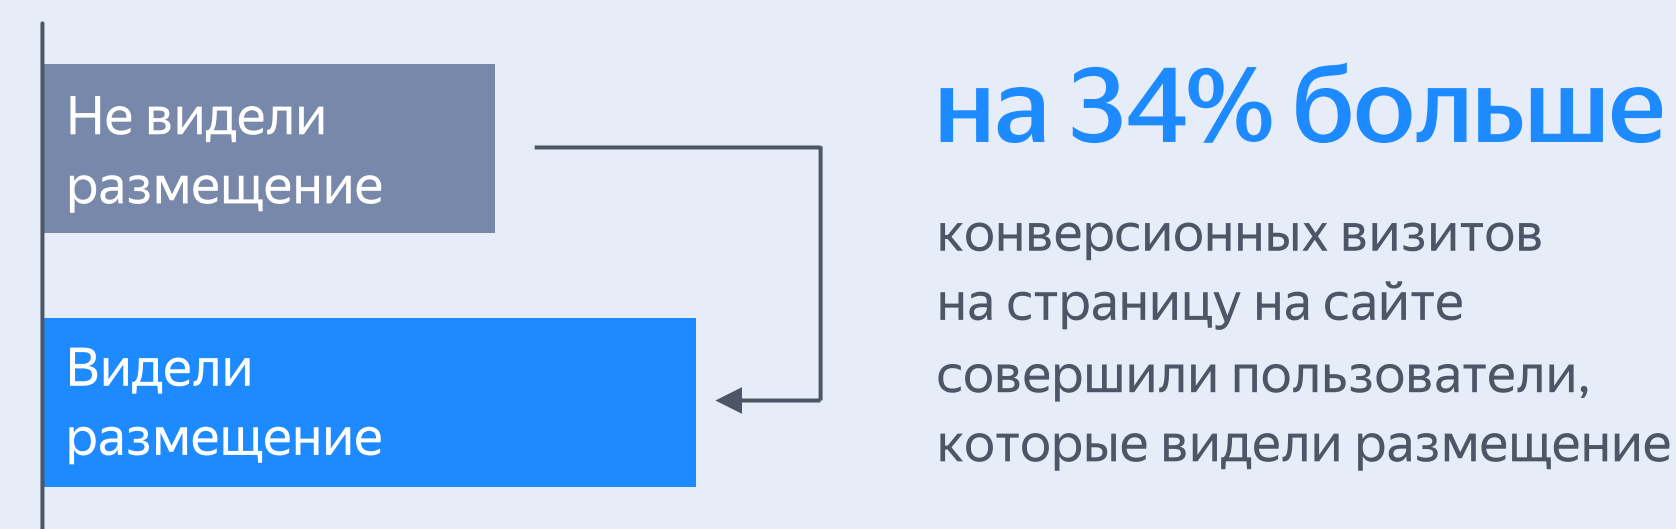 Не видели
размещение
Видели
размещение
на 34% больше
конверсионных визитов
на страницу на сайте
совершили пользователи,
которые видели размещение